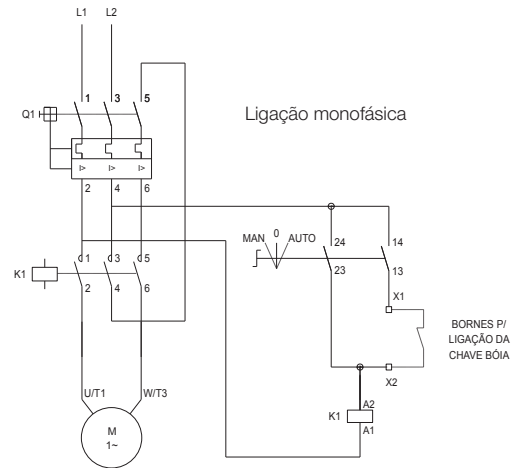 L1 L2
1 3 5
Q1
Ligação monofásica
I> I> I>
2 4 6
MAN 0 AUTO
24 14
23 13
1 3 5
K1
2 4 6
X1
BORNES P/
LIGAÇÃO DA
CHAVE BÓIA
X2
U/T1 W/T3
A2
K1
A1
M
1~